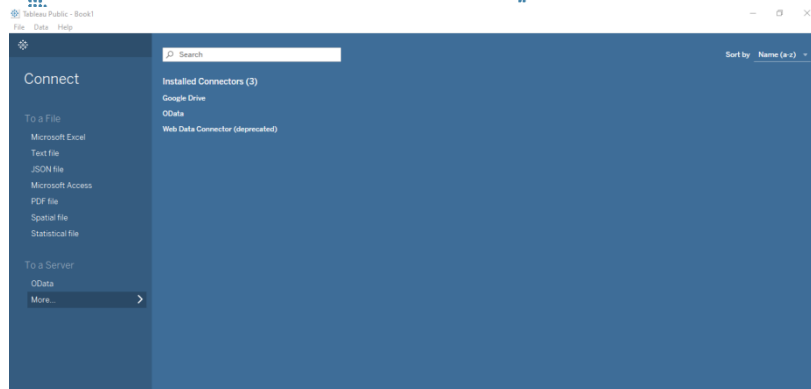 Tableau Public - Book1
File Data Help
Search
Sort by Name (a-z)
Connect
Installed Connectors (3)
Google Drive
OData
Web Data Connector (deprecated)
To a File
Microsoft Excel
Text file
JSON file
Microsoft Access
PDF file
Spatial file
Statistical file
To a Server
OData
More...